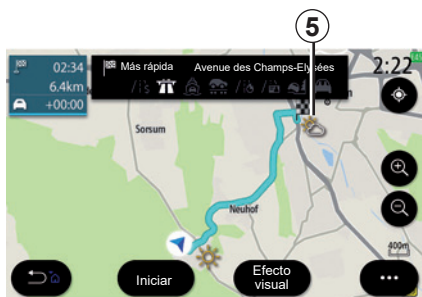 5
02:34
6.4km
+00:00
Más rápida
Avenue des Champs-Elysées
2:22
Sorsum
Neuhof
400m
Iniciar
Efecto
visual